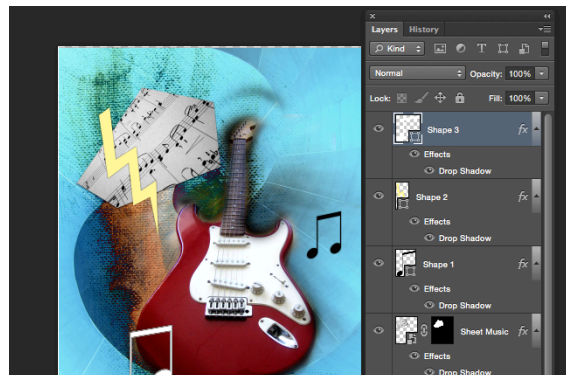 Layers History
Kind
Normal Opacity: 100%
Lock: Fill: 100%
Shape 3 fx
Effects
Drop Shadow
Shape 2 fx
Effects
Drop Shadow
Shape 1 fx
Effects
Drop Shadow
Sheet Music fx
Effects
Drop Shadow